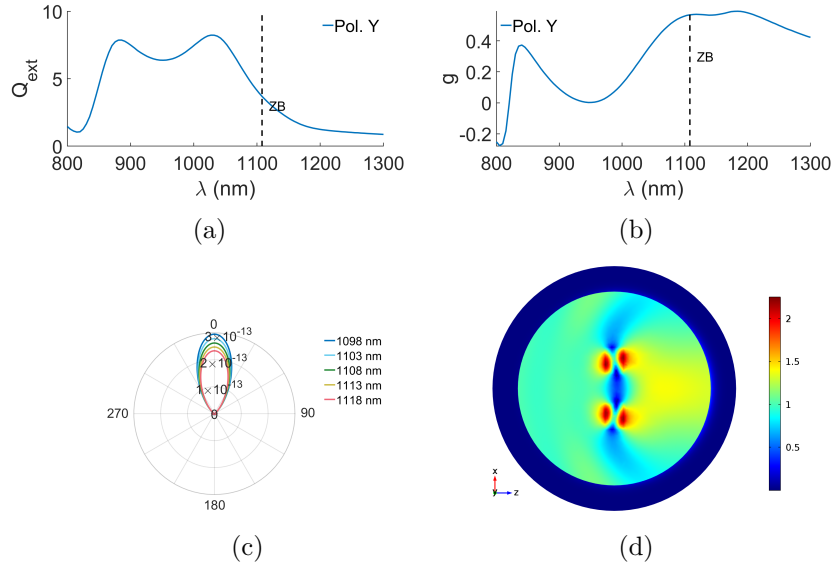 10
5
0
Q_ext
Pol. Y
ZB
800 900 1000 1100 1200 1300
λ (nm)
(a)
0.4
0.2
0
-0.2
g
Pol. Y
ZB
800 900 1000 1100 1200 1300
λ (nm)
(b)
0
3×10^-13
2×10^-13
1×10^-13
0
270
90
180
1098 nm
1103 nm
1108 nm
1113 nm
1118 nm
(c)
2
1.5
1
0.5
x
y z
(d)